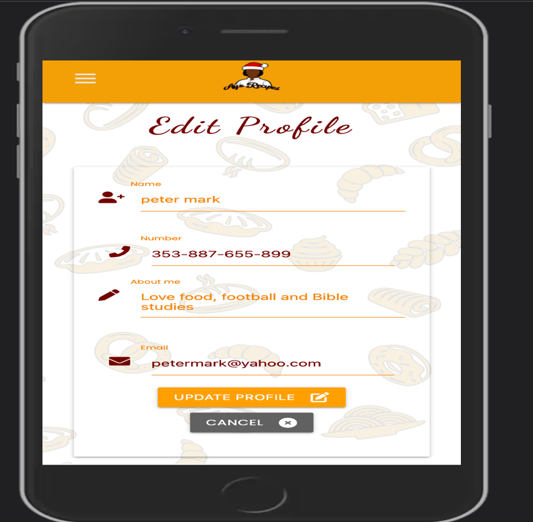 Edit Profile
Name
peter mark
Number
353-887-655-899
About me
Love food, football and Bible
studies
Email
petermark@yahoo.com
UPDATE PROFILE
CANCEL